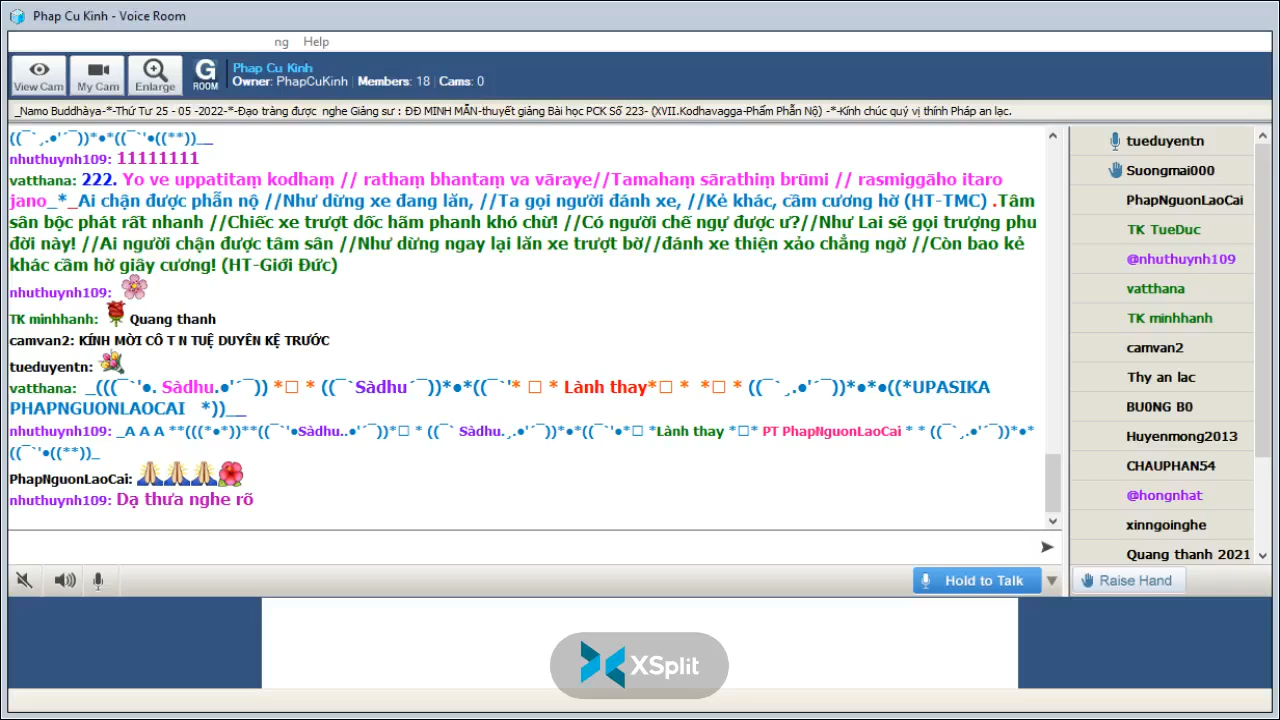 Phap Cu Kinh - Voice Room
ng Help
View Cam
My Cam
Enlarge
G ROOM
Phap Cu Kinh
Owner: PhapCuKinh | Members: 18 | Cams: 0
_Namo Buddhàya-*-Thứ Tư 25 - 05 -2022-*-Đạo tràng được nghe Giảng sư : ĐĐ MINH MẪN-thuyết giảng Bài học PCK Số 223- (XVII.Kodhavagga-Phẩm Phẫn Nộ) -*-Kính chúc quý vị thính Pháp an lạc.
((¯`¸.•'´¯))*•*((¯`'•((**))__
nhuthuynh109: 11111111
vatthana: 222. Yo ve uppatitaṃ kodhaṃ // rathaṃ bhantaṃ va vāraye//Tamahaṃ sārathiṃ brūmi // rasmiggāho itaro
jano_*_Ai chận được phẫn nộ //Như dừng xe đang lăn, //Ta gọi người đánh xe, //Kẻ khác, cầm cương hờ (HT-TMC) .Tâm
sân bộc phát rất nhanh //Chiếc xe trượt dốc hãm phanh khó chừ! //Có người chế ngự được ư?//Như Lai sẽ gọi trượng phu
đời này! //Ai người chận được tâm sân //Như dừng ngay lại lăn xe trượt bờ//đánh xe thiện xảo chẳng ngờ //Còn bao kẻ
khác cầm hờ giây cương! (HT-Giới Đức)
nhuthuynh109:
TK minhhanh: Quang thanh
camvan2: KÍNH MỜI CÔ T N TUỆ DUYÊN KỆ TRƯỚC
tueduyentn:
vatthana: _(((¯`'•. Sàdhu.•'´¯)) *□ * ((¯`Sàdhu´¯))*•*((¯`'* □ * Lành thay*□ * *□ * ((¯`¸.•'´¯))*•*•((*UPASIKA
PHAPNGUONLAOCAI *))__
nhuthuynh109: _A A A **(((*•*))**((¯`'•Sàdhu..•'´¯))*□ * ((¯` Sàdhu.¸.•'´¯))*•*((¯`'•*□ *Lành thay *□* PT PhapNguonLaoCai * * ((¯`¸.•'´¯))*•*
((¯`'•((**))_
PhapNguonLaoCai:
nhuthuynh109: Dạ thưa nghe rõ
tueduyentn
Suongmai000
PhapNguonLaoCai
TK TueDuc
@nhuthuynh109
vatthana
TK minhhanh
camvan2
Thy an lac
BU0NG B0
Huyenmong2013
CHAUPHAN54
@hongnhat
xinngoinghe
Quang thanh 2021
Hold to Talk
Raise Hand
XSplit